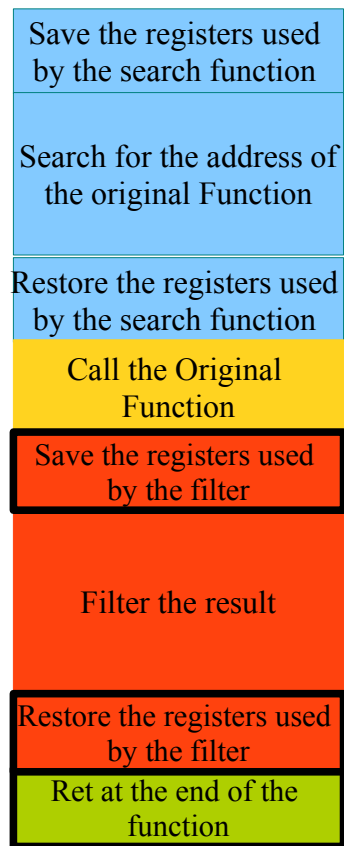 Save the registers used
by the search function
Search for the address of
the original Function
Restore the registers used
by the search function
Call the Original
Function
Save the registers used
by the filter
Filter the result
Restore the registers used
by the filter
Ret at the end of the
function